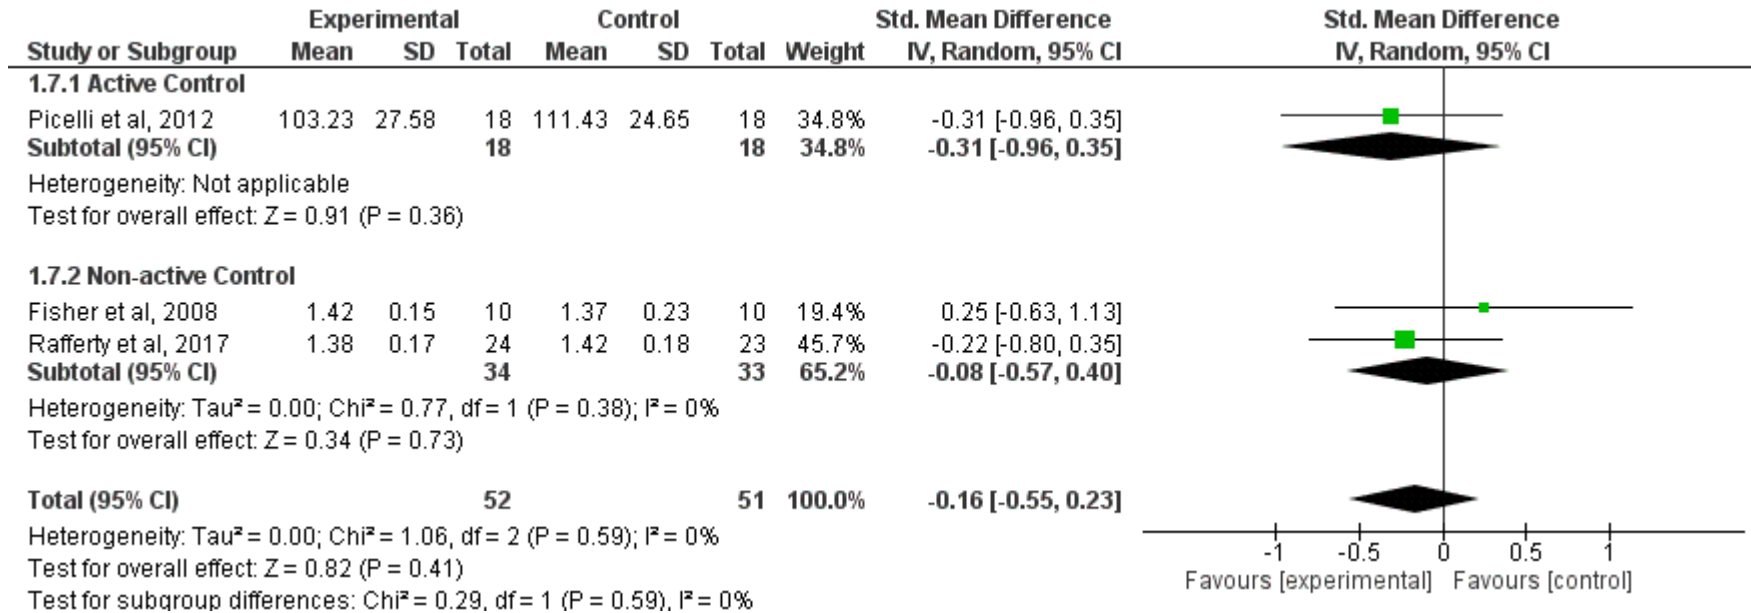 Experimental Control Std. Mean Difference Std. Mean Difference
Study or Subgroup Mean SD Total Mean SD Total Weight IV, Random, 95% CI IV, Random, 95% CI
1.7.1 Active Control
Picelli et al, 2012 103.23 27.58 18 111.43 24.65 18 34.8% -0.31 [-0.96, 0.35]
Subtotal (95% CI) 18 18 34.8% -0.31 [-0.96, 0.35]
Heterogeneity: Not applicable
Test for overall effect: Z = 0.91 (P = 0.36)
1.7.2 Non-active Control
Fisher et al, 2008 1.42 0.15 10 1.37 0.23 10 19.4% 0.25 [-0.63, 1.13]
Rafferty et al, 2017 1.38 0.17 24 1.42 0.18 23 45.7% -0.22 [-0.80, 0.35]
Subtotal (95% CI) 34 33 65.2% -0.08 [-0.57, 0.40]
Heterogeneity: Tau² = 0.00; Chi² = 0.77, df = 1 (P = 0.38); I² = 0%
Test for overall effect: Z = 0.34 (P = 0.73)
Total (95% CI) 52 51 100.0% -0.16 [-0.55, 0.23]
Heterogeneity: Tau² = 0.00; Chi² = 1.06, df = 2 (P = 0.59); I² = 0%
Test for overall effect: Z = 0.82 (P = 0.41)
Test for subgroup differences: Chi² = 0.29, df = 1 (P = 0.59), I² = 0%
-1 -0.5 0 0.5 1
Favours [experimental] Favours [control]